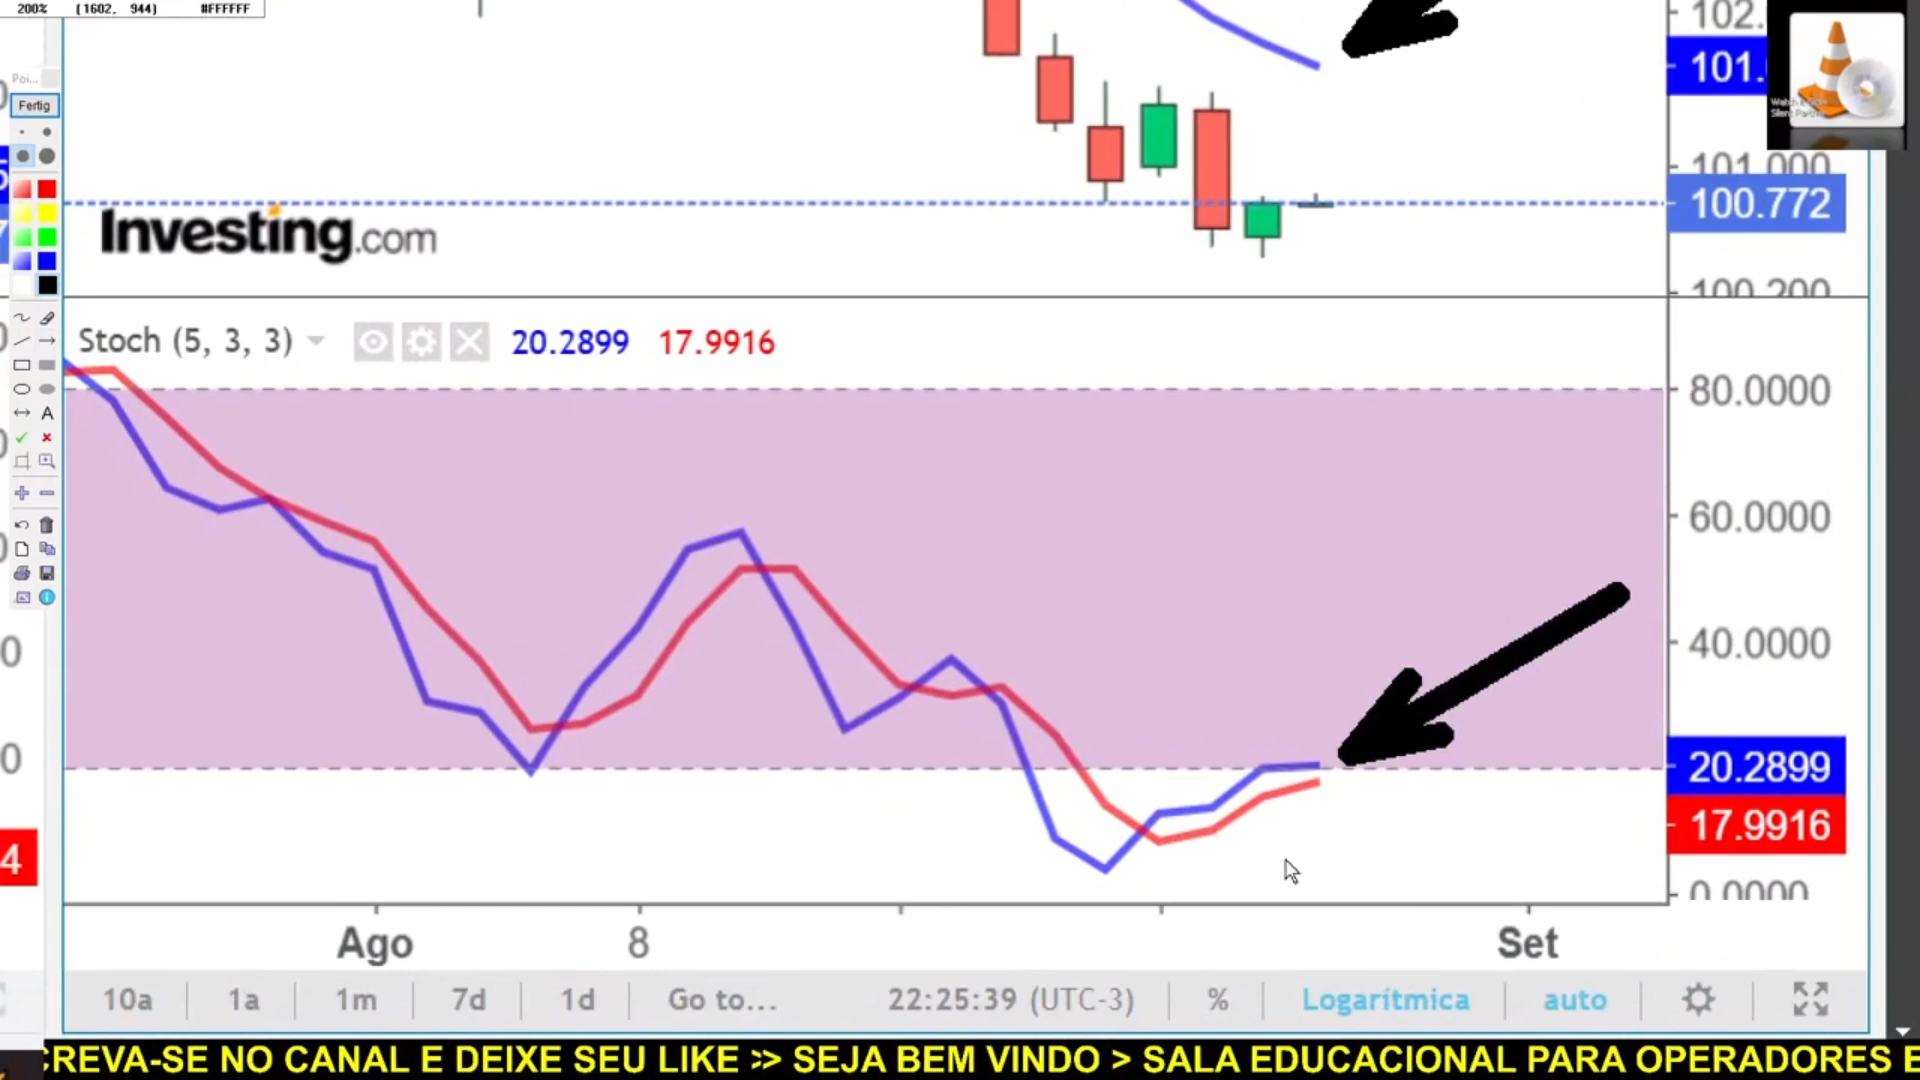 200% (1602, 944) #FFFFFF
102.
101.
Poi...
Fertig
101.000
100.772
Investing.com
100.200
Stoch (5, 3, 3) 20.2899 17.9916
80.0000
60.0000
40.0000
20.2899
17.9916
4
0.0000
Ago 8 Set
10a 1a 1m 7d 1d Go to... 22:25:39 (UTC-3) % Logarítmica auto
CREVA-SE NO CANAL E DEIXE SEU LIKE >> SEJA BEM VINDO > SALA EDUCACIONAL PARA OPERADORES E